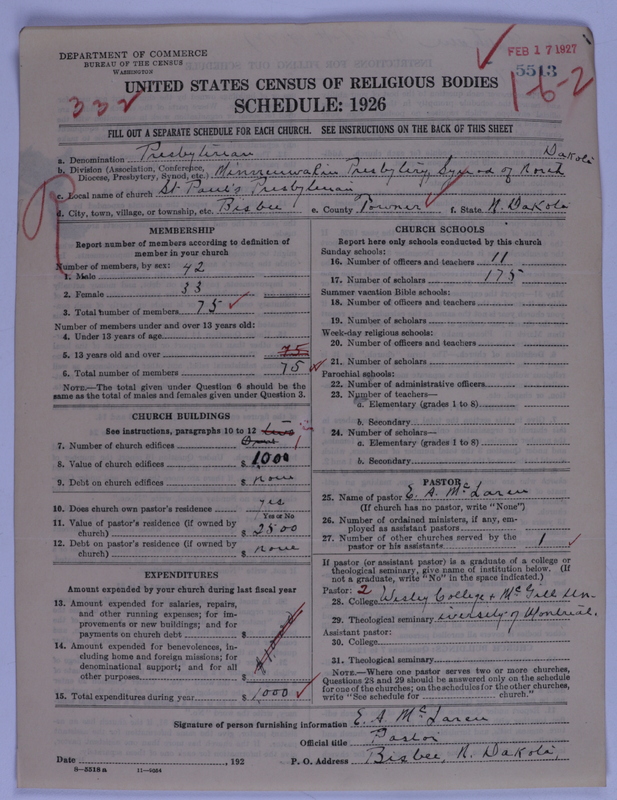 DEPARTMENT OF COMMERCE
BUREAU OF THE CENSUS
WASHINGTON
FEB 17 1927
5513
1-6-2
332
UNITED STATES CENSUS OF RELIGIOUS BODIES
SCHEDULE: 1926
FILL OUT A SEPARATE SCHEDULE FOR EACH CHURCH. SEE INSTRUCTIONS ON THE BACK OF THIS SHEET
a. Denomination Presbyterian
b. Division (Association, Conference, Diocese, Presbytery, Synod, etc.) Minnewaukan Presbytery, Synod of North Dakota
c. Local name of church St Paul's Presbyterian
d. City, town, village, or township, etc. Bisbee e. County Towner f. State N. Dakota
MEMBERSHIP
Report number of members according to definition of
member in your church
Number of members, by sex:
1. Male 42
2. Female 33
3. Total number of members 75
Number of members under and over 13 years old:
4. Under 13 years of age
5. 13 years old and over 75
6. Total number of members 75
NOTE.—The total given under Question 6 should be the
same as the total of males and females given under Question 3.
CHURCH BUILDINGS
See instructions, paragraphs 10 to 12
7. Number of church edifices 1
8. Value of church edifices $ 1000
9. Debt on church edifices $ none
10. Does church own pastor's residence yes
Yes or No
11. Value of pastor's residence (if owned by
church) $ 2500
12. Debt on pastor's residence (if owned by
church) $ none
EXPENDITURES
Amount expended by your church during last fiscal year
13. Amount expended for salaries, repairs,
and other running expenses; for im-
provements or new buildings; and for
payments on church debt $
14. Amount expended for benevolences, in-
cluding home and foreign missions; for
denominational support; and for all
other purposes $
15. Total expenditures during year $ 1000
CHURCH SCHOOLS
Report here only schools conducted by this church
Sunday schools:
16. Number of officers and teachers 11
17. Number of scholars 175
Summer vacation Bible schools:
18. Number of officers and teachers
19. Number of scholars
Week-day religious schools:
20. Number of officers and teachers
21. Number of scholars
Parochial schools:
22. Number of administrative officers
23. Number of teachers—
a. Elementary (grades 1 to 8)
b. Secondary
24. Number of scholars—
a. Elementary (grades 1 to 8)
b. Secondary
PASTOR
25. Name of pastor E. A. McLaren
(If church has no pastor, write "None")
26. Number of ordained ministers, if any, em-
ployed as assistant pastors
27. Number of other churches served by the
pastor or his assistants 1
If pastor (or assistant pastor) is a graduate of a college or
theological seminary, give name of institution below. (If
not a graduate, write "No" in the space indicated.)
Pastor: 2
28. College Wesley College & McGill Un-
29. Theological seminary iversity of Montreal.
Assistant pastor:
30. College
31. Theological seminary
NOTE.—Where one pastor serves two or more churches,
Questions 28 and 29 should be answered only on the schedule
for one of the churches; on the schedules for the other churches,
write "See schedule for church."
Signature of person furnishing information E. A. McLaren
Official title Pastor
Date , 192 P. O. Address Bisbee, N. Dakota,
8-5518a 11-9054